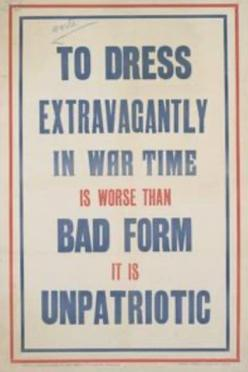 TO DRESS
EXTRAVAGANTLY
IN WAR TIME
IS WORSE THAN
BAD FORM
IT IS
UNPATRIOTIC